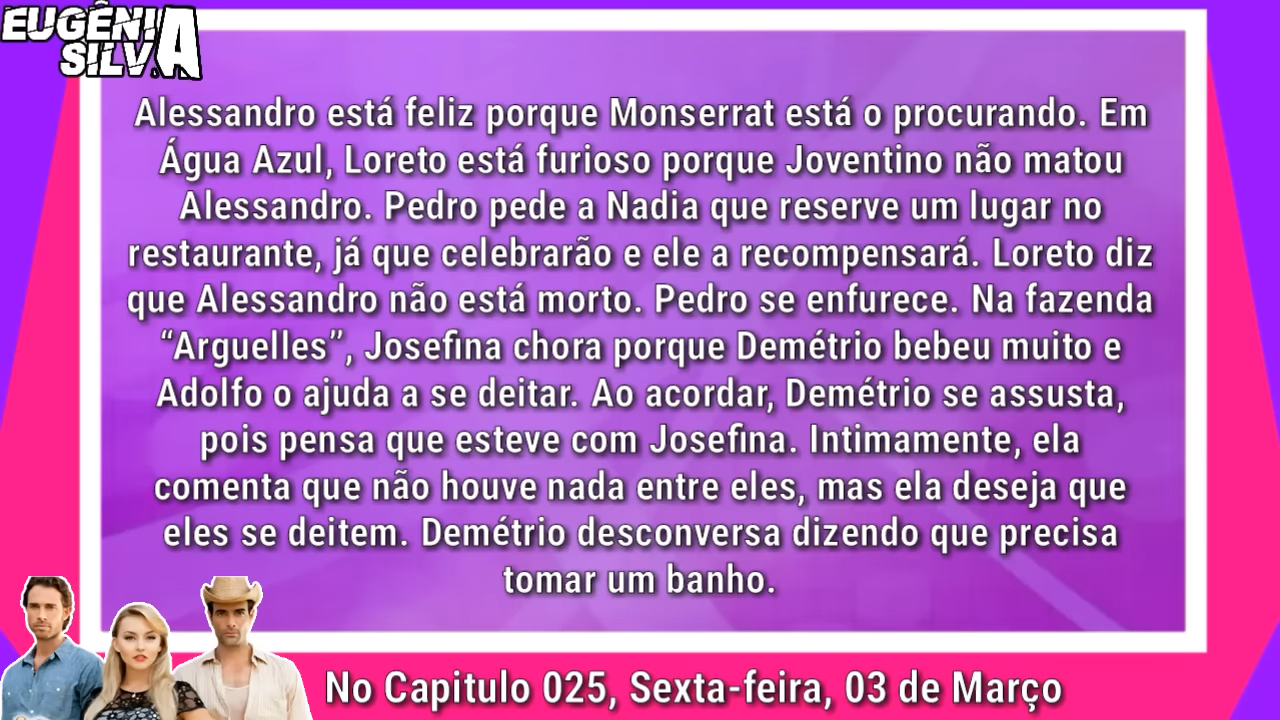 EUGÊNIA
SILVA
Alessandro está feliz porque Monserrat está o procurando. Em
Água Azul, Loreto está furioso porque Joventino não matou
Alessandro. Pedro pede a Nadia que reserve um lugar no
restaurante, já que celebrarão e ele a recompensará. Loreto diz
que Alessandro não está morto. Pedro se enfurece. Na fazenda
“Arguelles”, Josefina chora porque Demétrio bebeu muito e
Adolfo o ajuda a se deitar. Ao acordar, Demétrio se assusta,
pois pensa que esteve com Josefina. Intimamente, ela
comenta que não houve nada entre eles, mas ela deseja que
eles se deitem. Demétrio desconversa dizendo que precisa
tomar um banho.
No Capitulo 025, Sexta-feira, 03 de Março